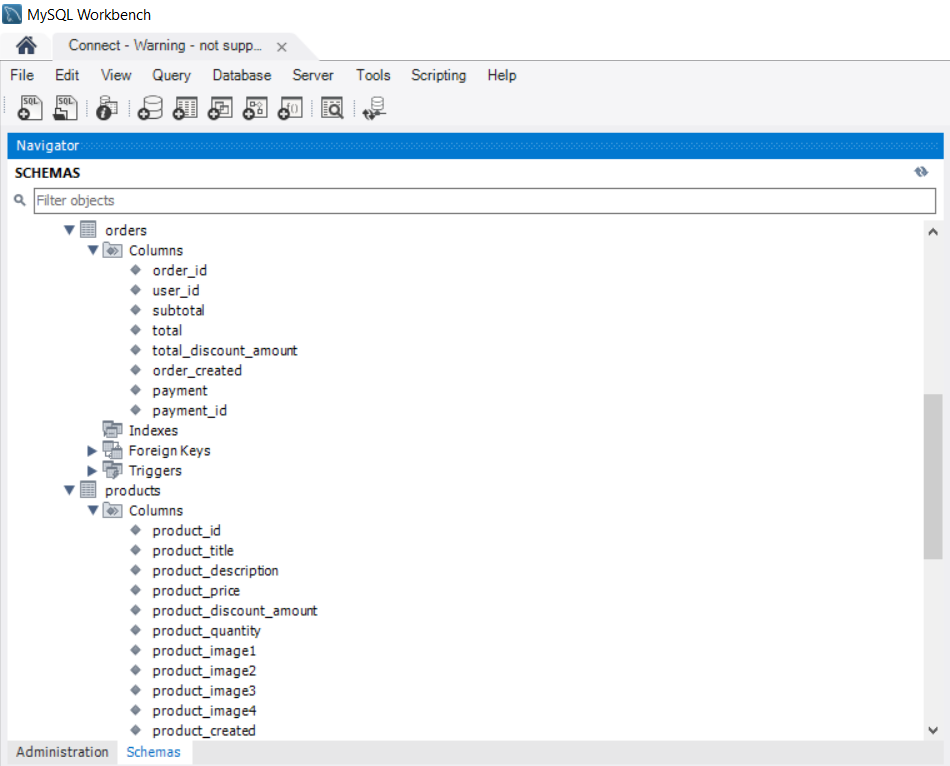 MySQL Workbench
Connect - Warning - not supp...
File Edit View Query Database Server Tools Scripting Help
SQL SQL
Navigator
SCHEMAS
Filter objects
orders
Columns
order_id
user_id
subtotal
total
total_discount_amount
order_created
payment
payment_id
Indexes
Foreign Keys
Triggers
products
Columns
product_id
product_title
product_description
product_price
product_discount_amount
product_quantity
product_image1
product_image2
product_image3
product_image4
product_created
Administration Schemas